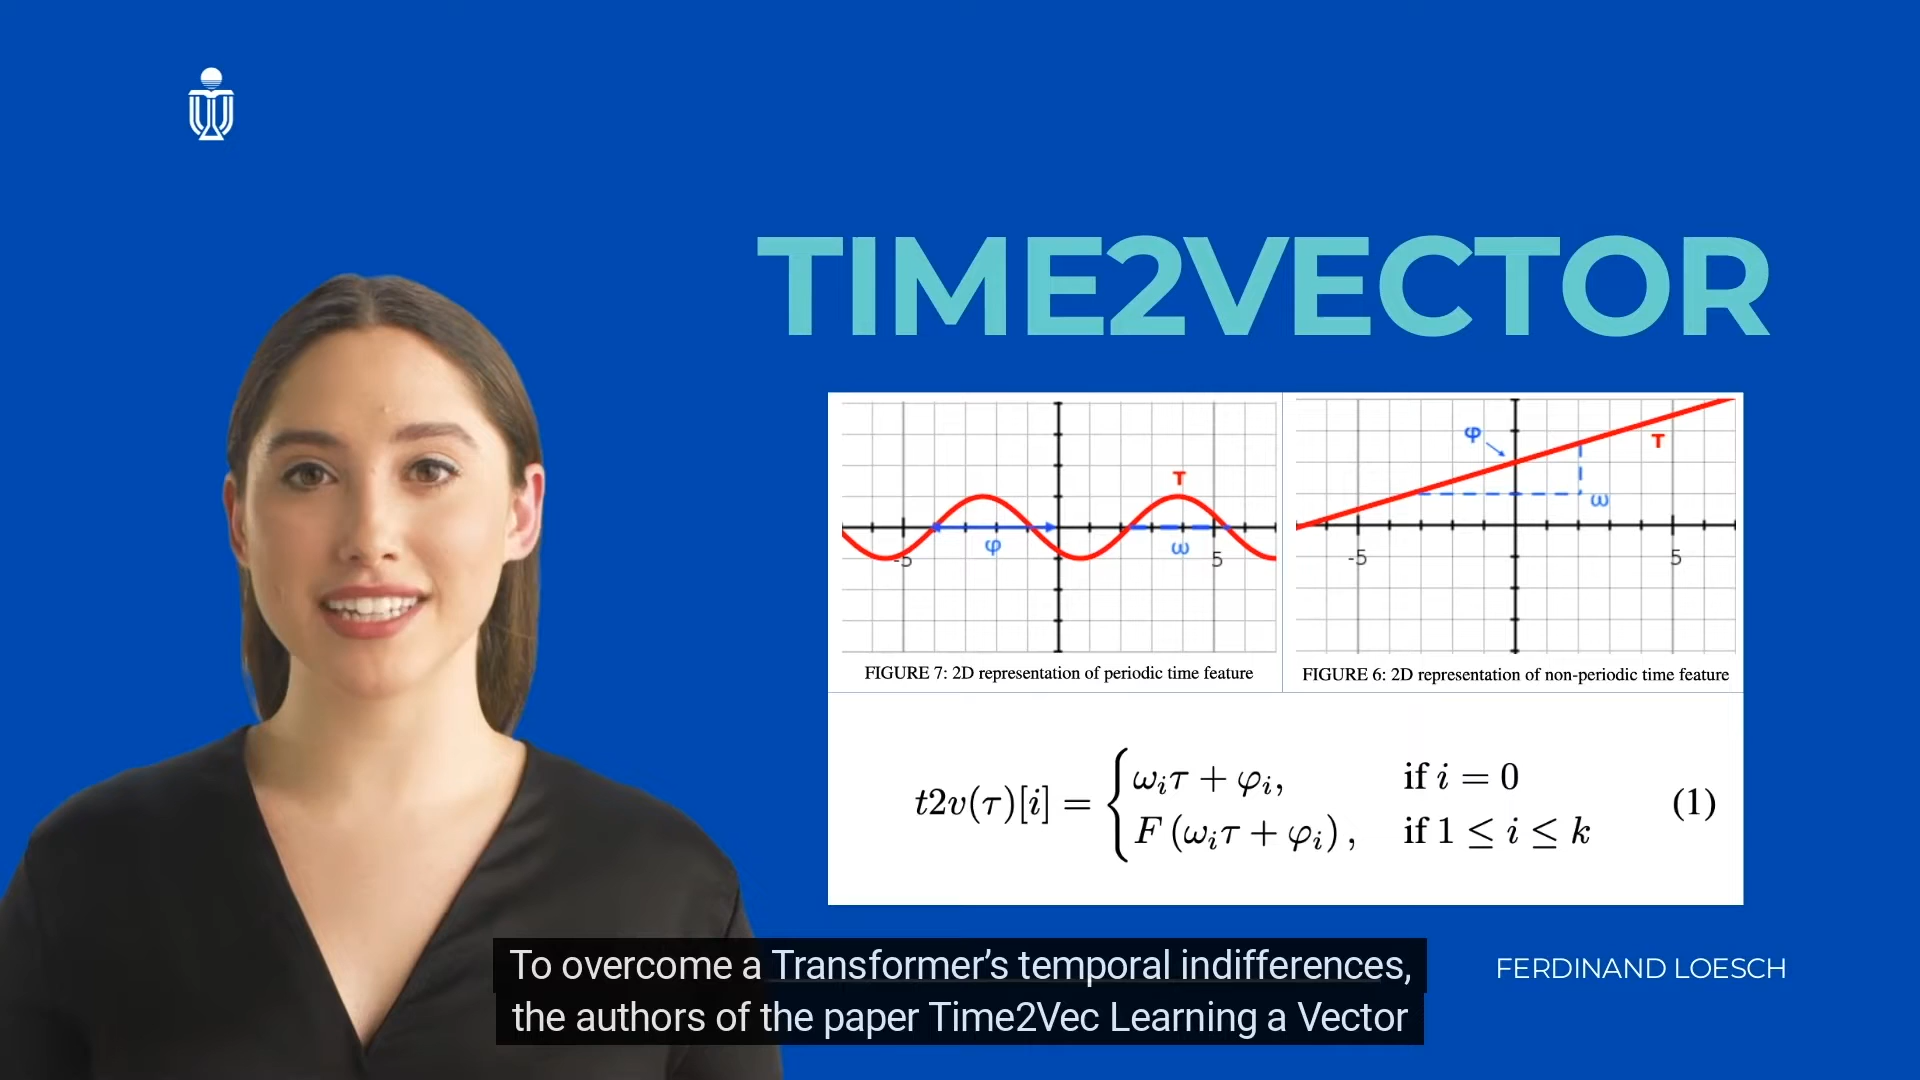 TIME2VECTOR
T
φ
ω
-5
5
FIGURE 7: 2D representation of periodic time feature
φ
T
ω
-5
5
FIGURE 6: 2D representation of non-periodic time feature
t2v(τ)[i] = { ωᵢτ + φᵢ, if i = 0
F (ωᵢτ + φᵢ) , if 1 ≤ i ≤ k (1)
To overcome a Transformer’s temporal indifferences,
the authors of the paper Time2Vec Learning a Vector
FERDINAND LOESCH